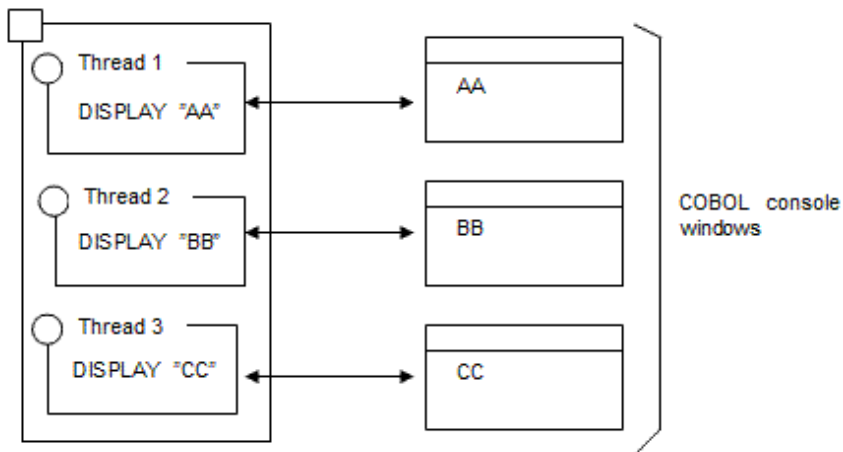 Thread 1
DISPLAY "AA"
AA
Thread 2
DISPLAY "BB"
BB
Thread 3
DISPLAY "CC"
CC
COBOL console
windows